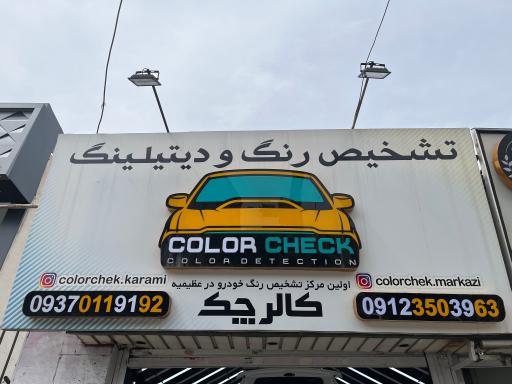 تشخیص رنگ و دیتیلینگ
COLOR CHECK
COLOR DETECTION
colorchek.karami
اولین مرکز تشخیص رنگ خودرو در عظیمیه
colorchek.markazi
09370119192
کالرچک
09123503963